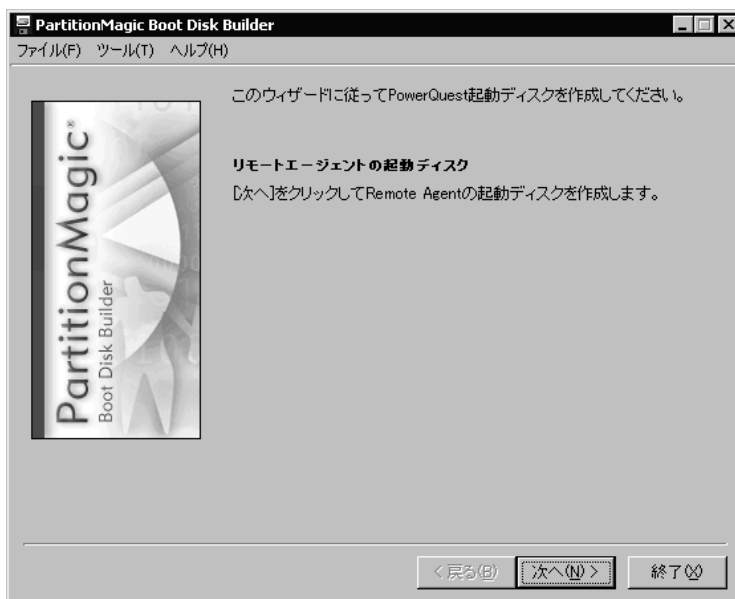 PartitionMagic Boot Disk Builder
ファイル(F) ツール(T) ヘルプ(H)
PartitionMagic®
Boot Disk Builder
このウィザードに従ってPowerQuest起動ディスクを作成してください。
リモートエージェントの起動ディスク
[次へ]をクリックしてRemote Agentの起動ディスクを作成します。
< 戻る(B) 次へ(N) > 終了(X)